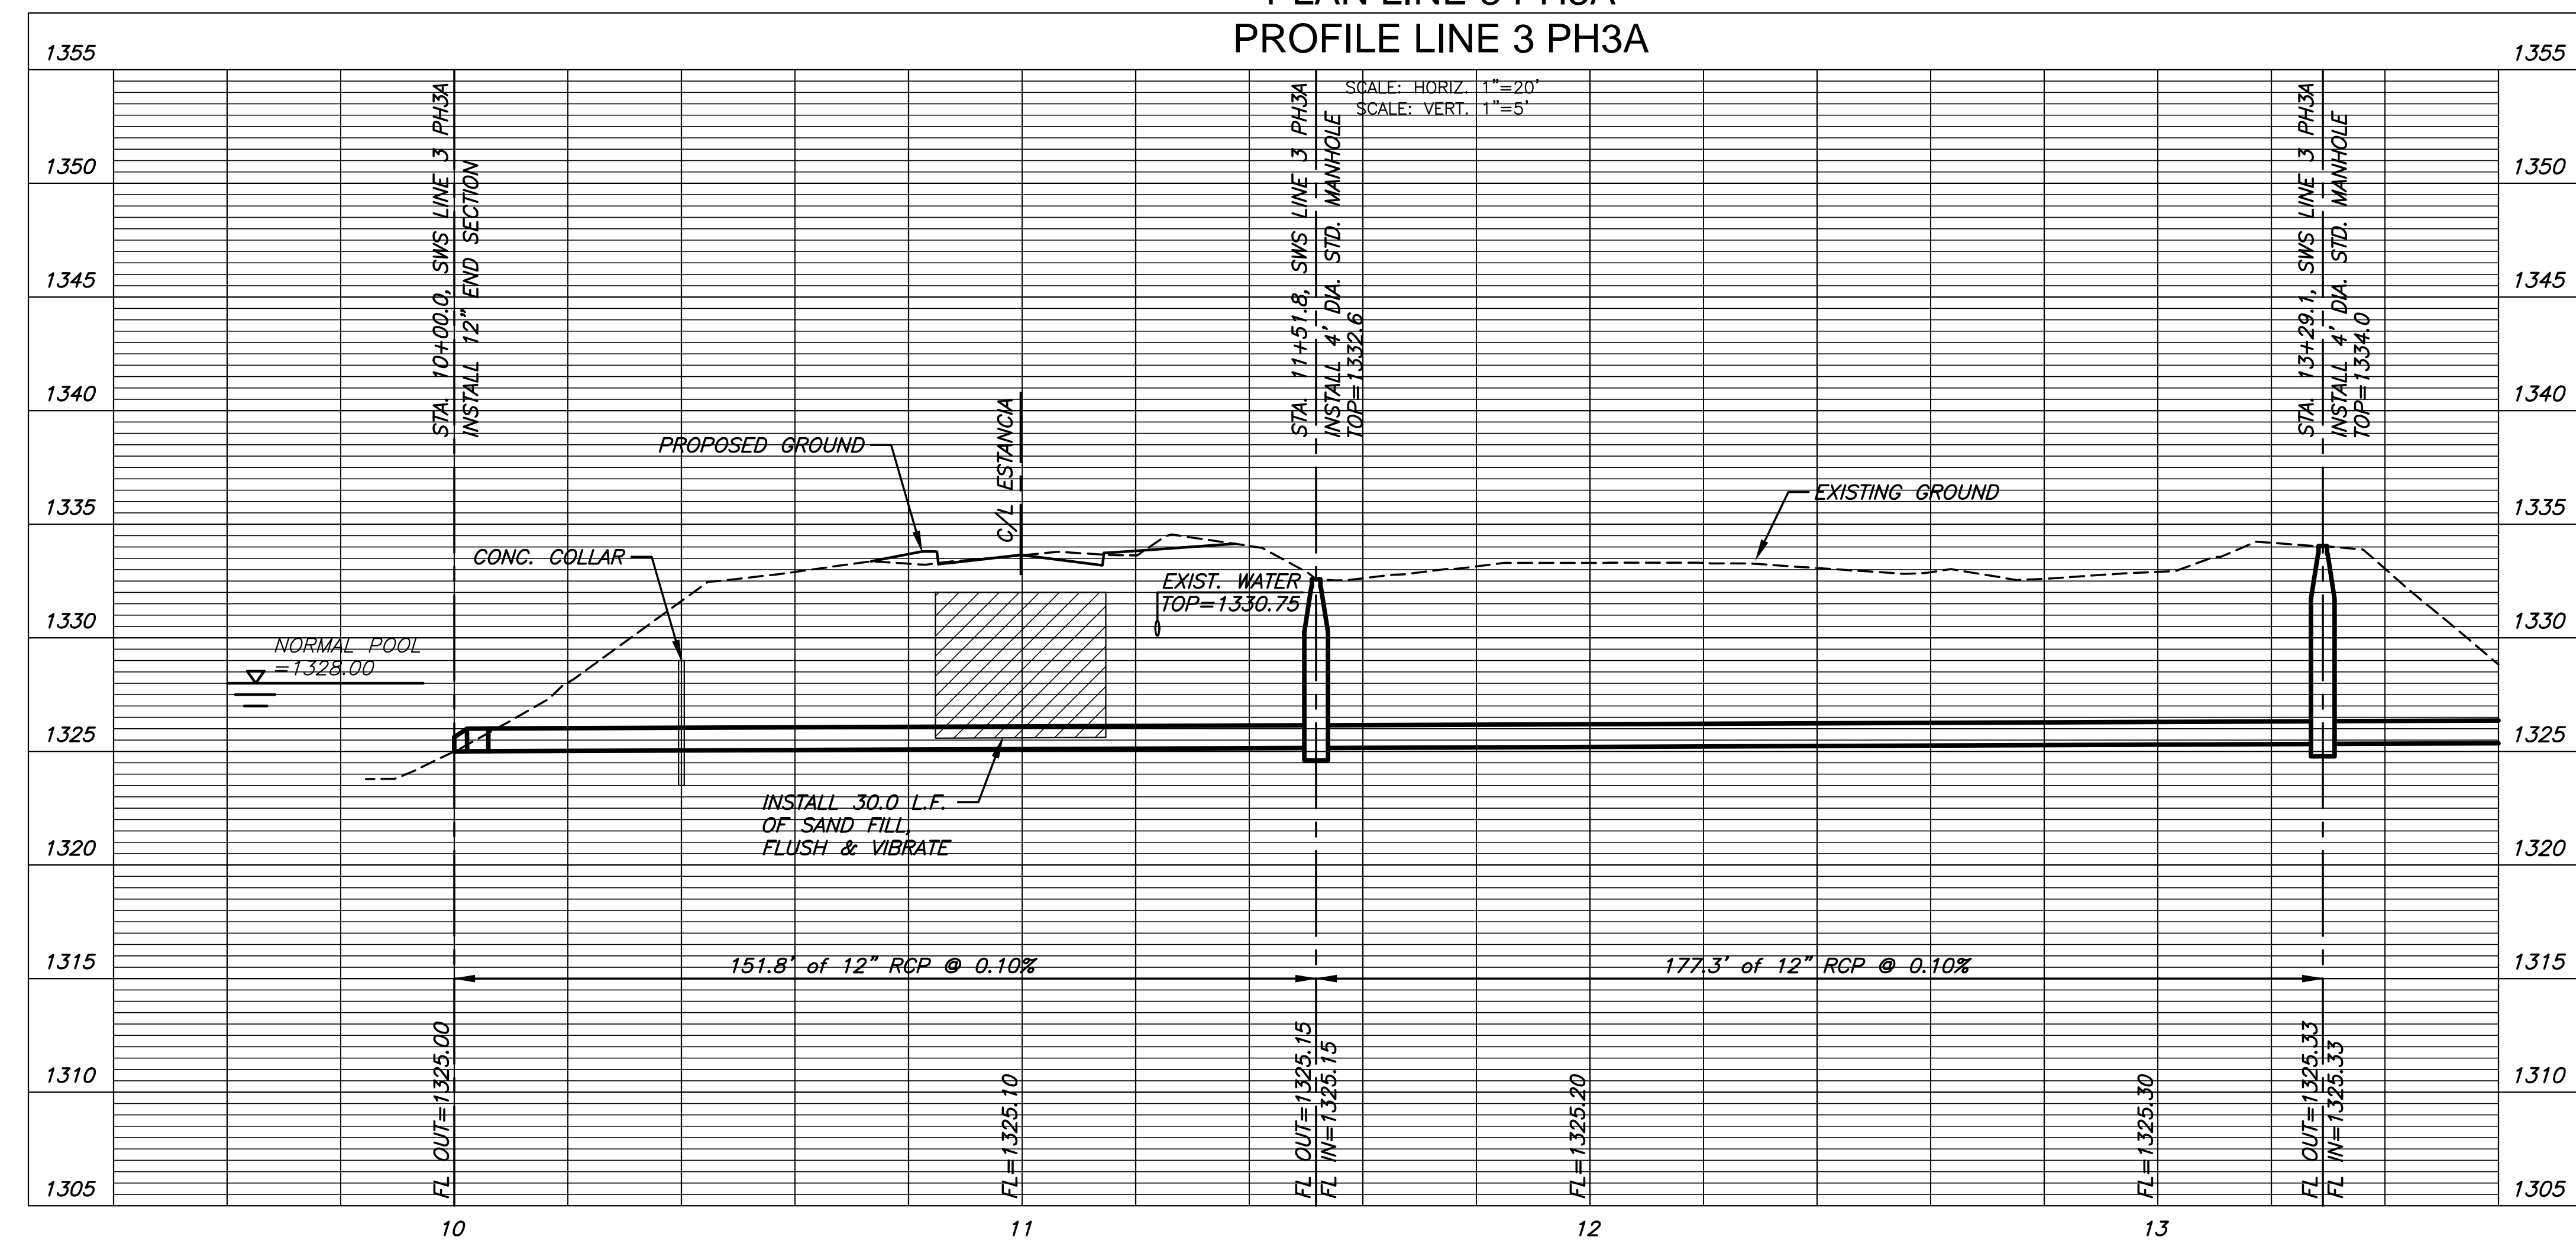 PLAN LINE 3 PH3A
PROFILE LINE 3 PH3A
1355
1355
SCALE: HORIZ. 1"=20'
SCALE: VERT. 1"=5'
STA. 10+00.0, SWS LINE 3 PH3A
INSTALL 12" END SECTION
STA. 11+51.8, SWS LINE 3 PH3A
INSTALL 4' DIA. STD. MANHOLE
TOP=1332.6
STA. 13+29.1, SWS LINE 3 PH3A
INSTALL 4' DIA. STD. MANHOLE
TOP=1334.0
1350
1350
1345
1345
1340
1340
PROPOSED GROUND
C/L ESTANCIA
EXISTING GROUND
1335
1335
CONC. COLLAR
EXIST. WATER
TOP=1330.75
1330
1330
NORMAL POOL
=1328.00
1325
1325
INSTALL 30.0 L.F.
OF SAND FILL,
FLUSH & VIBRATE
1320
1320
1315
151.8' of 12" RCP @ 0.10%
177.3' of 12" RCP @ 0.10%
1315
1310
1310
FL OUT=1325.00
FL=1325.10
FL OUT=1325.15
FL IN=1325.15
FL=1325.20
FL=1325.30
FL OUT=1325.33
FL IN=1325.33
1305
1305
10
11
12
13